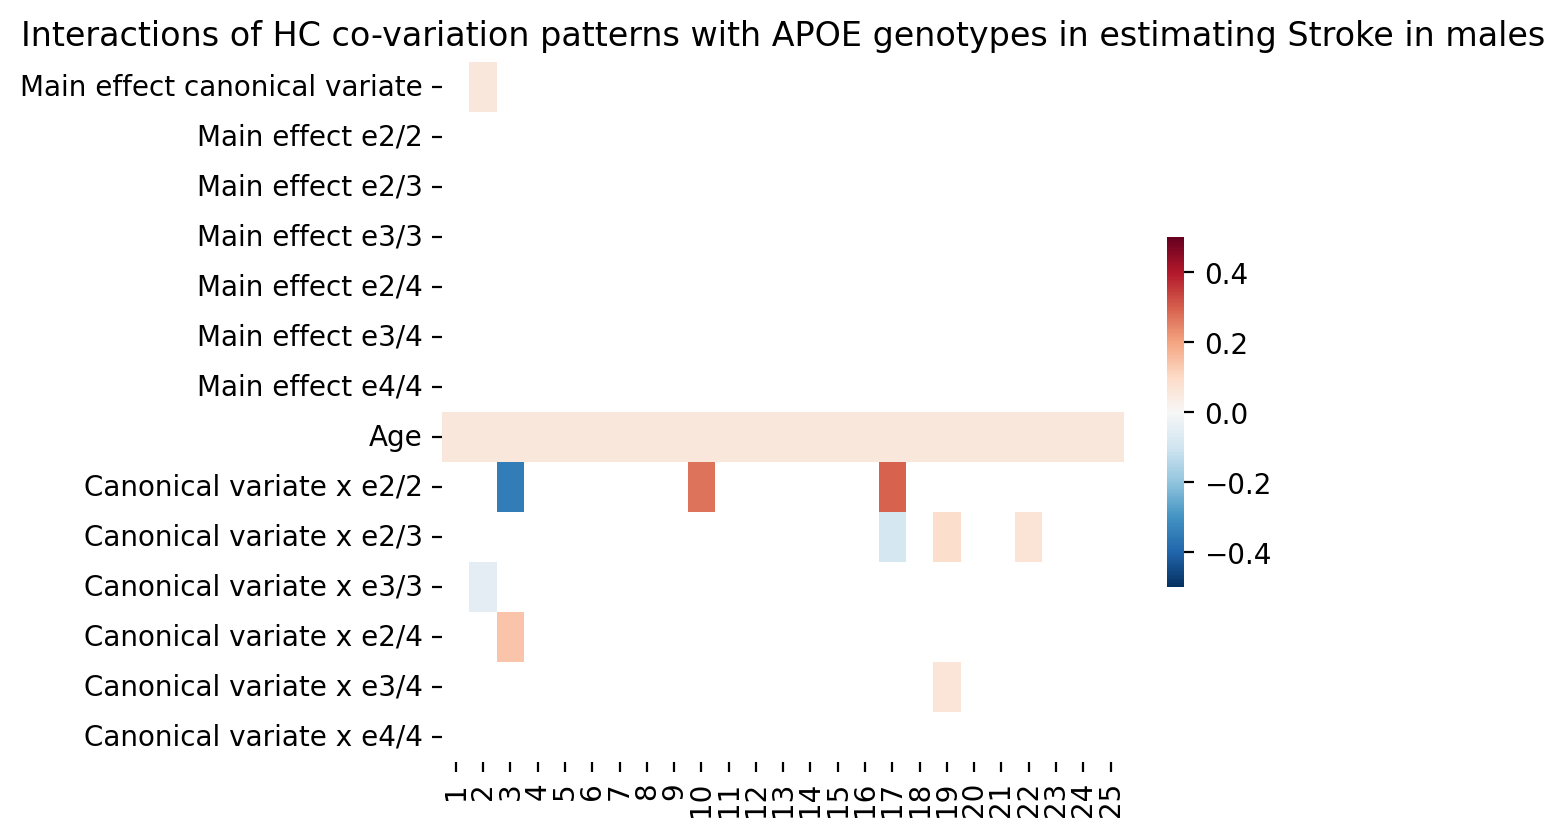 Interactions of HC co-variation patterns with APOE genotypes in estimating Stroke in males
Main effect canonical variate
Main effect e2/2
Main effect e2/3
Main effect e3/3
Main effect e2/4
Main effect e3/4
Main effect e4/4
Age
Canonical variate x e2/2
Canonical variate x e2/3
Canonical variate x e3/3
Canonical variate x e2/4
Canonical variate x e3/4
Canonical variate x e4/4
1 2 3 4 5 6 7 8 9 10 11 12 13 14 15 16 17 18 19 20 21 22 23 24 25
0.4
0.2
0.0
−0.2
−0.4